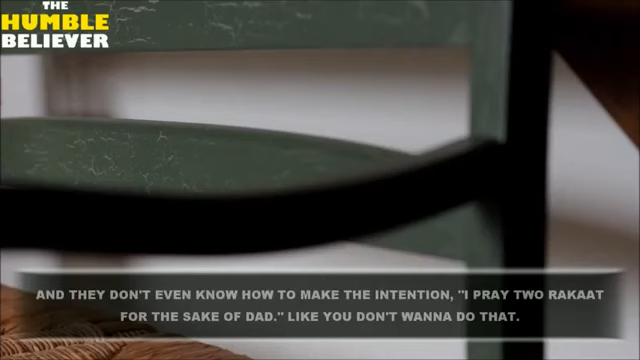 THE
HUMBLE
BELIEVER
AND THEY DON'T EVEN KNOW HOW TO MAKE THE INTENTION, "I PRAY TWO RAKAAT
FOR THE SAKE OF DAD." LIKE YOU DON'T WANNA DO THAT.